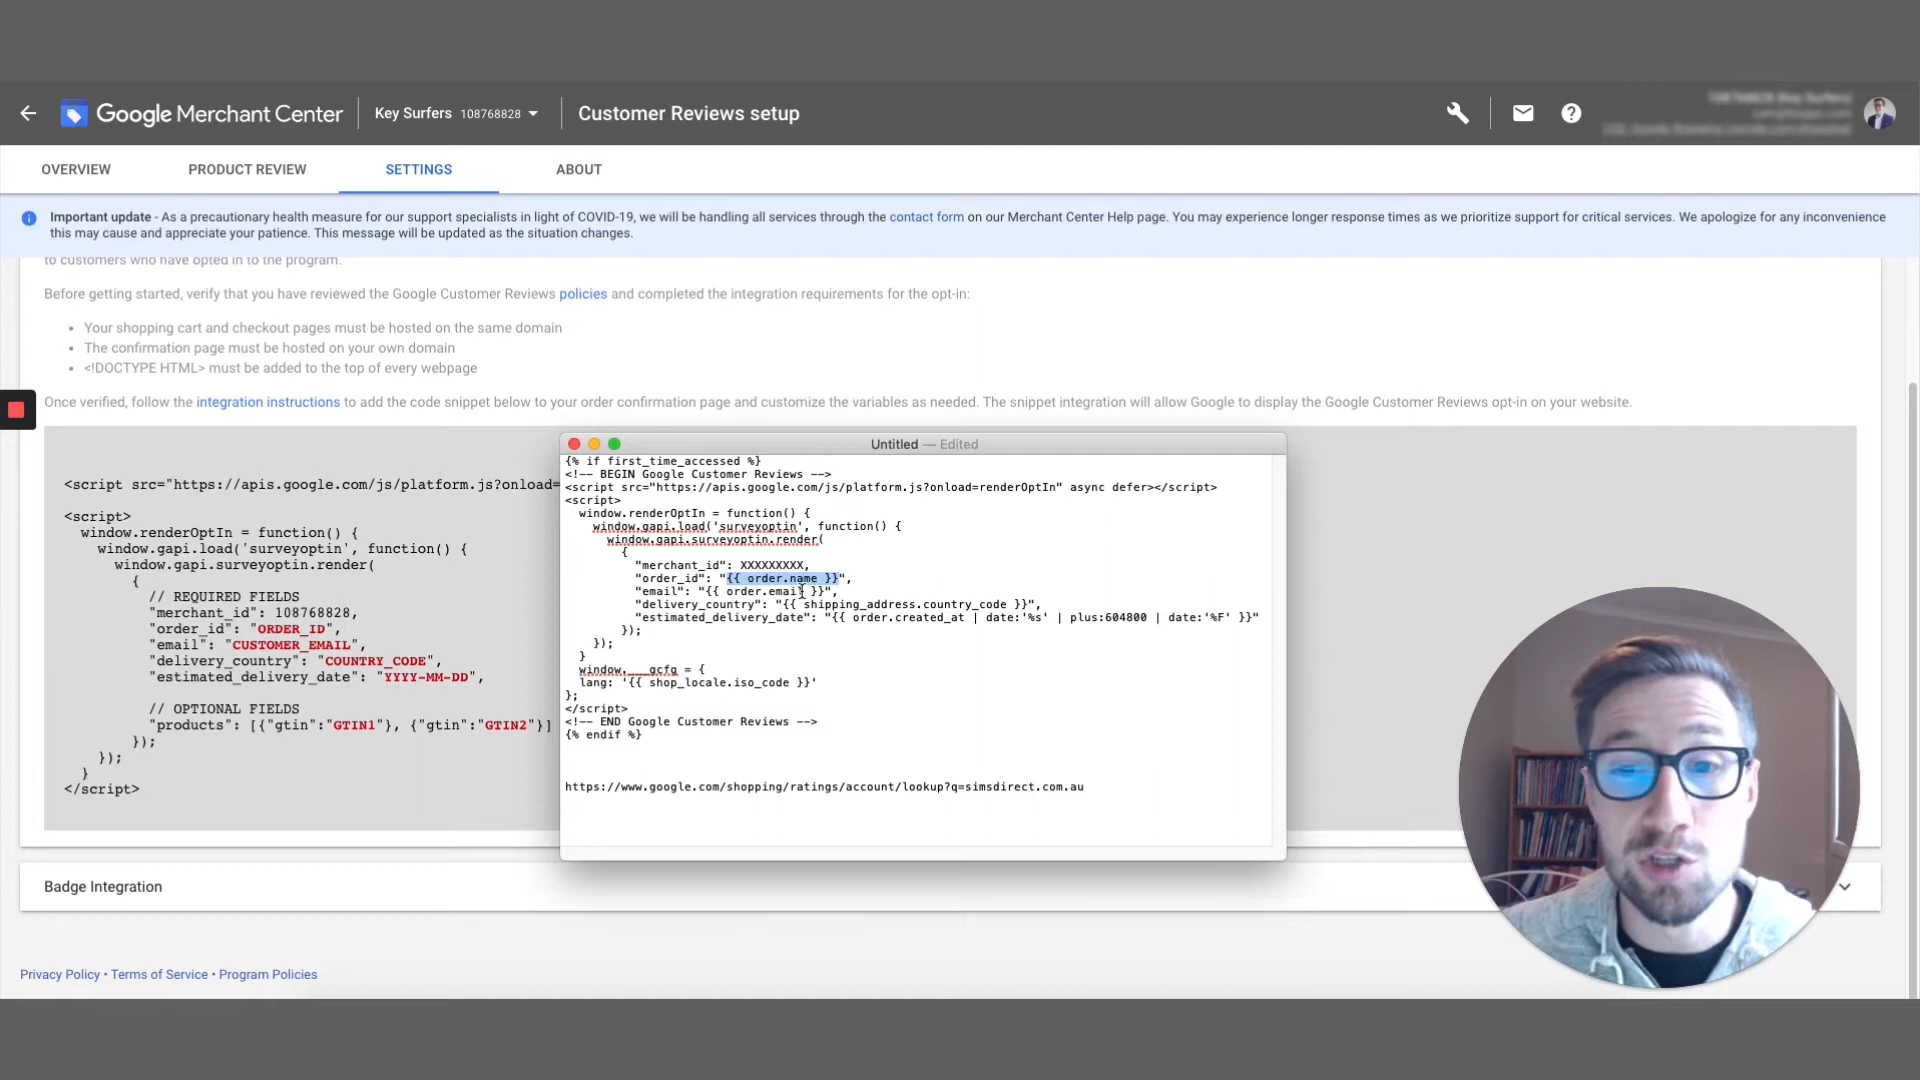 Google Merchant Center
Key Surfers 108768828
Customer Reviews setup
OVERVIEW
PRODUCT REVIEW
SETTINGS
ABOUT
Important update - As a precautionary health measure for our support specialists in light of COVID-19, we will be handling all services through the contact form on our Merchant Center Help page. You may experience longer response times as we prioritize support for critical services. We apologize for any inconvenience
this may cause and appreciate your patience. This message will be updated as the situation changes.
to customers who have opted in to the program.
Before getting started, verify that you have reviewed the Google Customer Reviews policies and completed the integration requirements for the opt-in:
• Your shopping cart and checkout pages must be hosted on the same domain
• The confirmation page must be hosted on your own domain
• <!DOCTYPE HTML> must be added to the top of every webpage
Once verified, follow the integration instructions to add the code snippet below to your order confirmation page and customize the variables as needed. The snippet integration will allow Google to display the Google Customer Reviews opt-in on your website.
<script src="https://apis.google.com/js/platform.js?onload=
<script>
window.renderOptIn = function() {
window.gapi.load('surveyoptin', function() {
window.gapi.surveyoptin.render(
{
// REQUIRED FIELDS
"merchant_id": 108768828,
"order_id": "ORDER_ID",
"email": "CUSTOMER_EMAIL",
"delivery_country": "COUNTRY_CODE",
"estimated_delivery_date": "YYYY-MM-DD",
// OPTIONAL FIELDS
"products": [{"gtin":"GTIN1"}, {"gtin":"GTIN2"}]
});
});
}
</script>
Untitled — Edited
{% if first_time_accessed %}
<!-- BEGIN Google Customer Reviews -->
<script src="https://apis.google.com/js/platform.js?onload=renderOptIn" async defer></script>
<script>
window.renderOptIn = function() {
window.gapi.load('surveyoptin', function() {
window.gapi.surveyoptin.render(
{
"merchant_id": XXXXXXXXX,
"order_id": "{{ order.name }}",
"email": "{{ order.email }}",
"delivery_country": "{{ shipping_address.country_code }}",
"estimated_delivery_date": "{{ order.created_at | date:'%s' | plus:604800 | date:'%F' }}"
});
});
}
window.___gcfg = {
lang: '{{ shop_locale.iso_code }}'
};
</script>
<!-- END Google Customer Reviews -->
{% endif %}
https://www.google.com/shopping/ratings/account/lookup?q=simsdirect.com.au
Badge Integration
Privacy Policy • Terms of Service • Program Policies